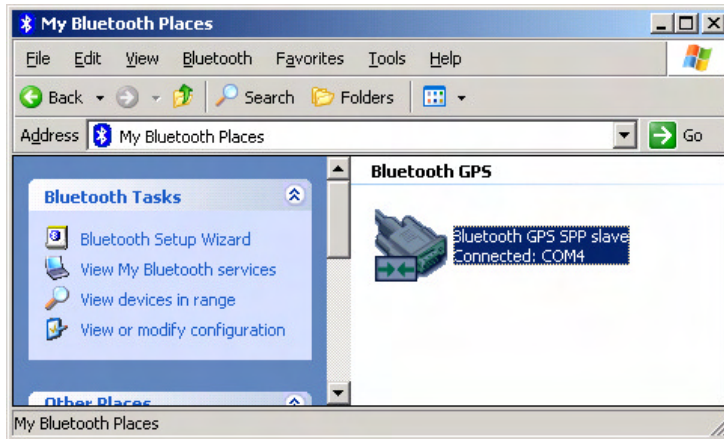 My Bluetooth Places
File Edit View Bluetooth Favorites Tools Help
Back Search Folders
Address My Bluetooth Places Go
Bluetooth Tasks
Bluetooth Setup Wizard
View My Bluetooth services
View devices in range
View or modify configuration
Other Places
Bluetooth GPS
Bluetooth GPS SPP slave
Connected: COM4
My Bluetooth Places